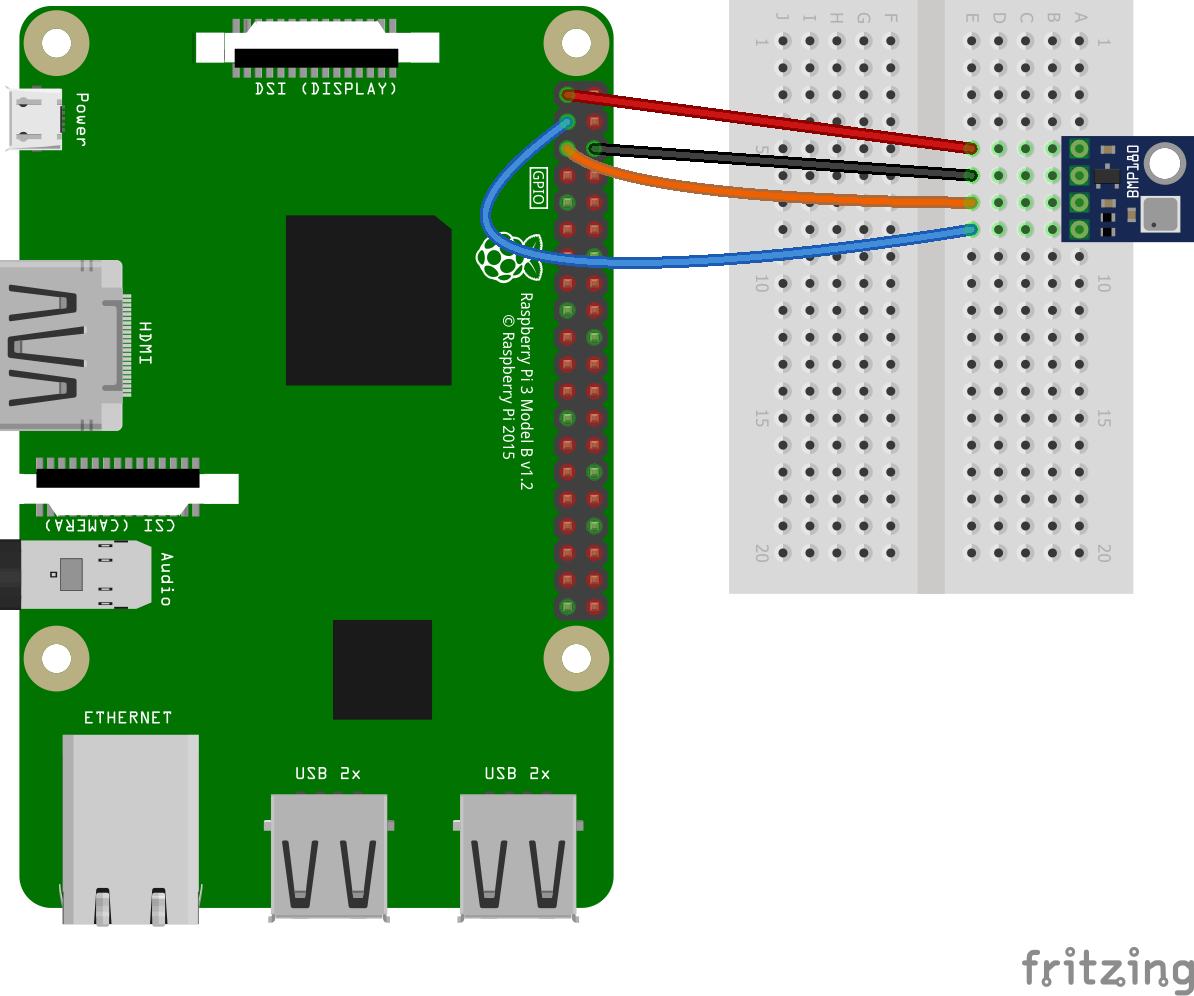 DSI (DISPLAY)
Power
GPIO
HDMI
Raspberry Pi 3 Model B v1.2
© Raspberry Pi 2015
CSI (CAMERA)
Audio
ETHERNET
USB 2x
USB 2x
J I H G F E D C B A
1 1
5
10 10
15 15
20 20
BMP180
fritzing